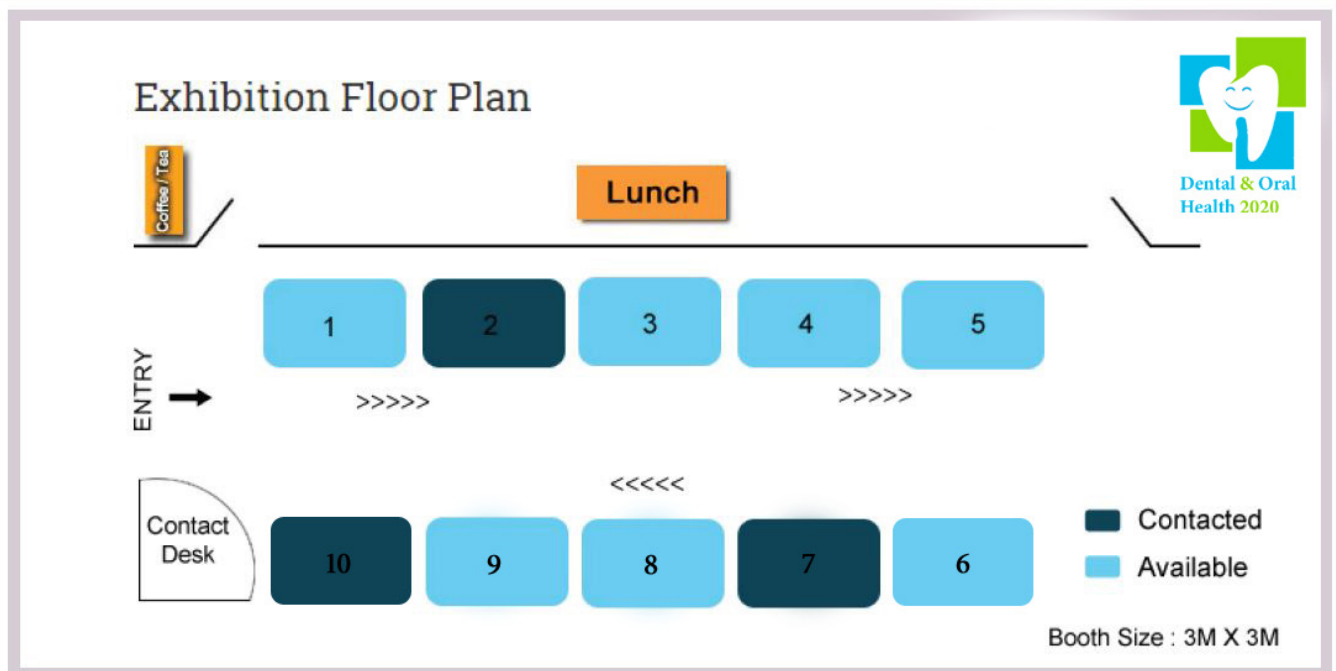 Exhibition Floor Plan
Dental & Oral
Health 2020
Coffee / Tea
Lunch
1
2
3
4
5
ENTRY
>>>>>
>>>>>
<<<<<
Contact
Desk
10
9
8
7
6
Contacted
Available
Booth Size : 3M X 3M